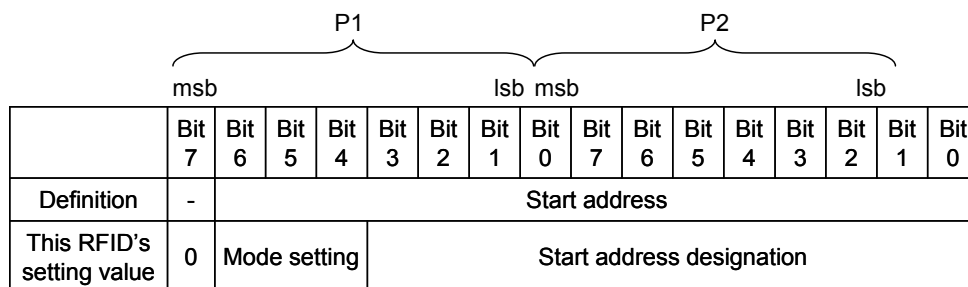 P1 P2
msb lsb msb lsb
Bit 7 Bit 6 Bit 5 Bit 4 Bit 3 Bit 2 Bit 1 Bit 0 Bit 7 Bit 6 Bit 5 Bit 4 Bit 3 Bit 2 Bit 1 Bit 0
Definition - Start address
This RFID's
setting value 0 Mode setting Start address designation